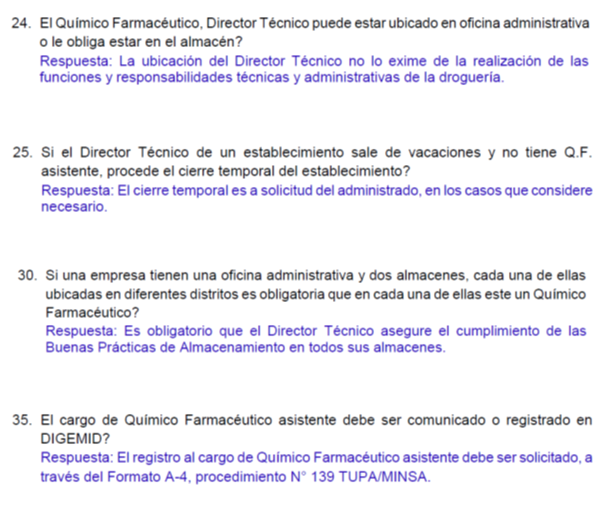 24. El Químico Farmacéutico, Director Técnico puede estar ubicado en oficina administrativa
o le obliga estar en el almacén?
Respuesta: La ubicación del Director Técnico no lo exime de la realización de las
funciones y responsabilidades técnicas y administrativas de la droguería.
25. Si el Director Técnico de un establecimiento sale de vacaciones y no tiene Q.F.
asistente, procede el cierre temporal del establecimiento?
Respuesta: El cierre temporal es a solicitud del administrado, en los casos que considere
necesario.
30. Si una empresa tienen una oficina administrativa y dos almacenes, cada una de ellas
ubicadas en diferentes distritos es obligatoria que en cada una de ellas este un Químico
Farmacéutico?
Respuesta: Es obligatorio que el Director Técnico asegure el cumplimiento de las
Buenas Prácticas de Almacenamiento en todos sus almacenes.
35. El cargo de Químico Farmacéutico asistente debe ser comunicado o registrado en
DIGEMID?
Respuesta: El registro al cargo de Químico Farmacéutico asistente debe ser solicitado, a
través del Formato A-4, procedimiento N° 139 TUPA/MINSA.